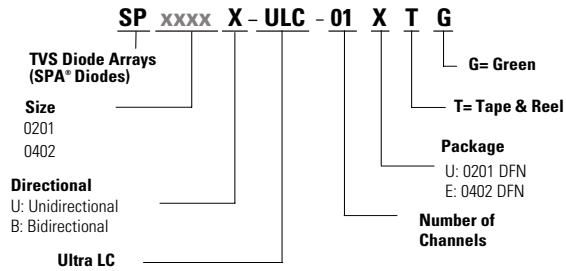 SP xxxx X - ULC - 01 X T G
TVS Diode Arrays
(SPA® Diodes)
G= Green
Size
0201
0402
T= Tape & Reel
Package
U: 0201 DFN
E: 0402 DFN
Directional
U: Unidirectional
B: Bidirectional
Number of
Channels
Ultra LC